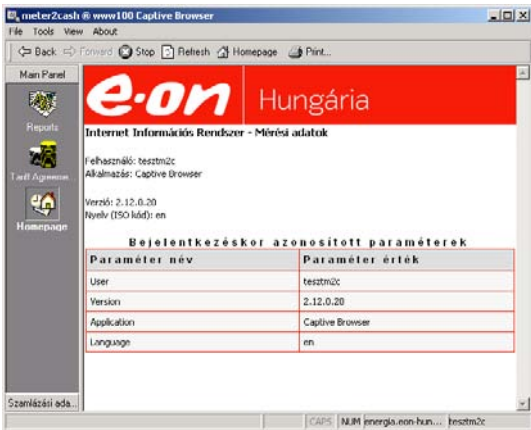 meter2cash ® www100 Captive Browser
File Tools View About
Back Forward Stop Refresh Homepage Print...
Main Panel
Reports
Tariff Agreeme...
Homepage
Számlázási ada...
e·on Hungária
Internet Információs Rendszer - Mérési adatok
Felhasználó: tesztm2c
Alkalmazás: Captive Browser
Verzió: 2.12.0.20
Nyelv (ISO kód): en
Bejelentkezéskor azonosított paraméterek
Paraméter név Paraméter érték
User tesztm2c
Version 2.12.0.20
Application Captive Browser
Language en
CAPS NUM energia.eon-hun... tesztm2c